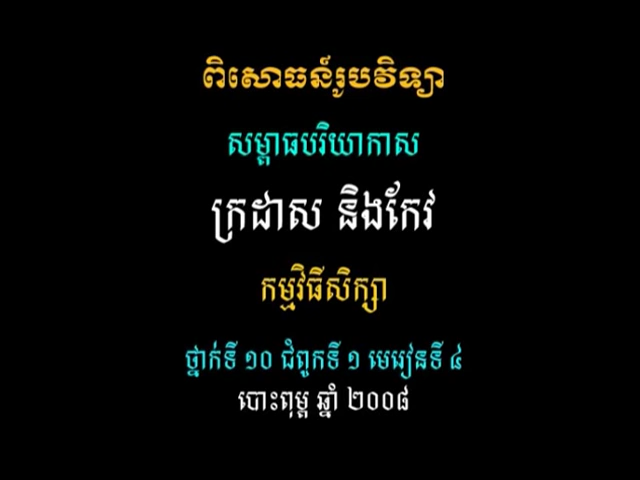 ពិសោធន៍រូបវិទ្យា
សម្ពាធបរិយាកាស
ក្រដាស និងកែវ
កម្មវិធីសិក្សា
ថ្នាក់ទី ១០ ជំពូកទី ១ មេរៀនទី ៤
បោះពុម្ព ឆ្នាំ ២០០៨